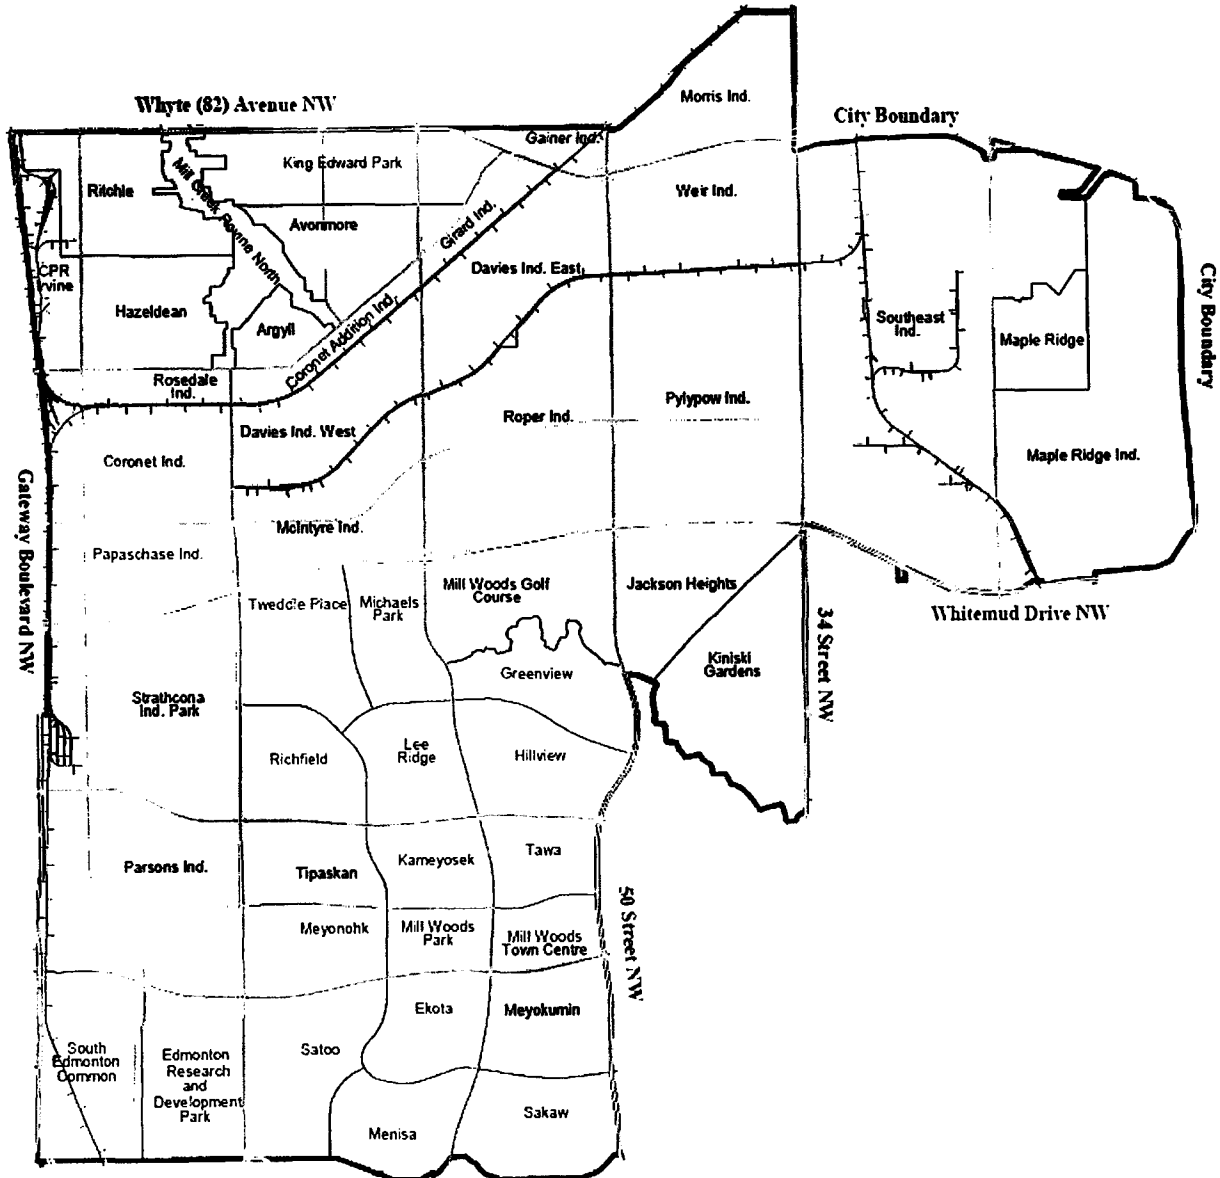 Morris Ind.
Whyte (82) Avenue NW
City Boundary
Gainer Ind.
King Edward Park
Ritchie
Mill Creek Ravine North
Weir Ind.
Avonmore
Girard Ind.
Davies Ind. East
CPR
Irvine
City Boundary
Hazeldean
Argyll
Coronet Addition Ind.
Southeast
Ind.
Maple Ridge
Rosedale
Ind.
Pylypow Ind.
Roper Ind.
Davies Ind. West
Coronet Ind.
Maple Ridge Ind.
Gateway Boulevard NW
McIntyre Ind.
Papaschase Ind.
Mill Woods Golf
Course
Jackson Heights
Tweddle Place
Michaels
Park
Whitemud Drive NW
34 Street NW
Kiniski
Gardens
Greenview
Strathcona
Ind. Park
Richfield
Lee
Ridge
Hillview
Tawa
Kameyosek
Parsons Ind.
Tipaskan
50 Street NW
Meyonohk
Mill Woods
Park
Mill Woods
Town Centre
Ekota
Meyokumin
South
Edmonton
Common
Edmonton
Research
and
Development
Park
Satoo
Sakaw
Menisa